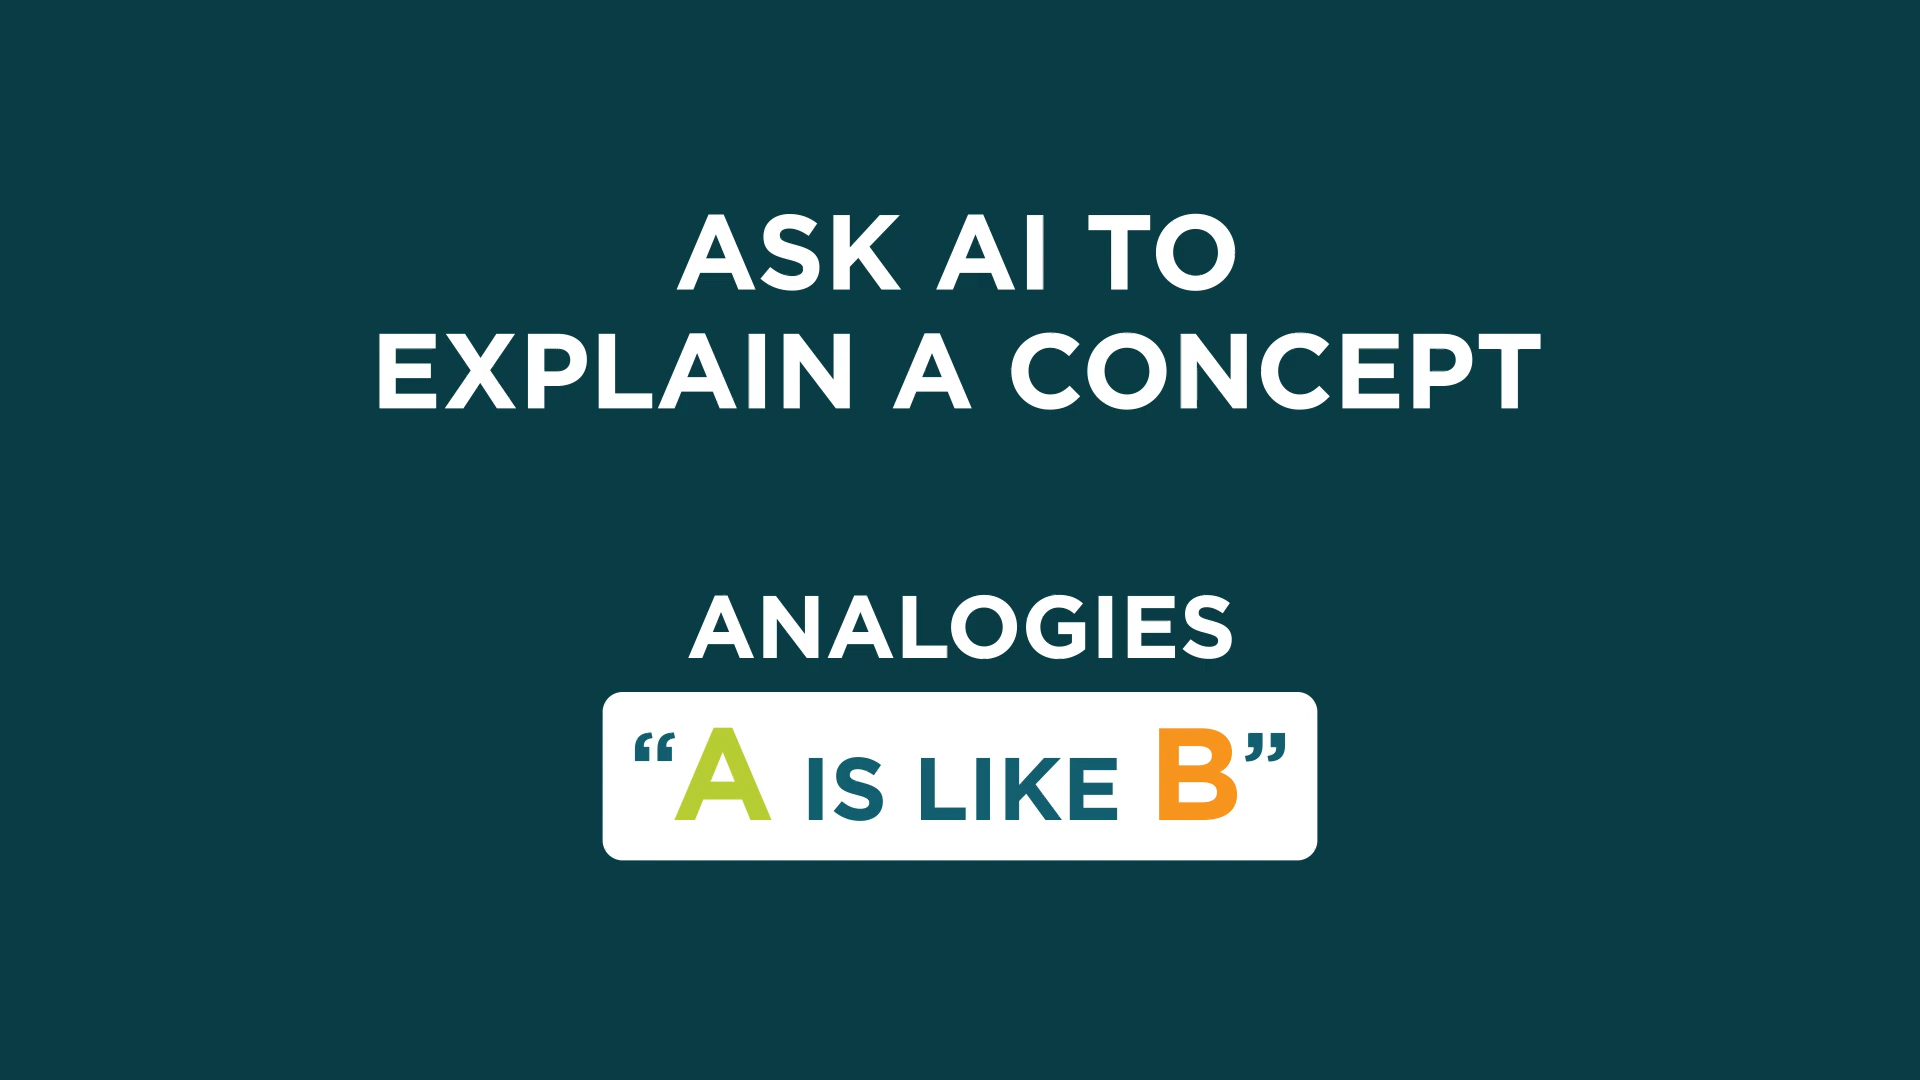 ASK AI TO
EXPLAIN A CONCEPT
ANALOGIES
“A IS LIKE B”